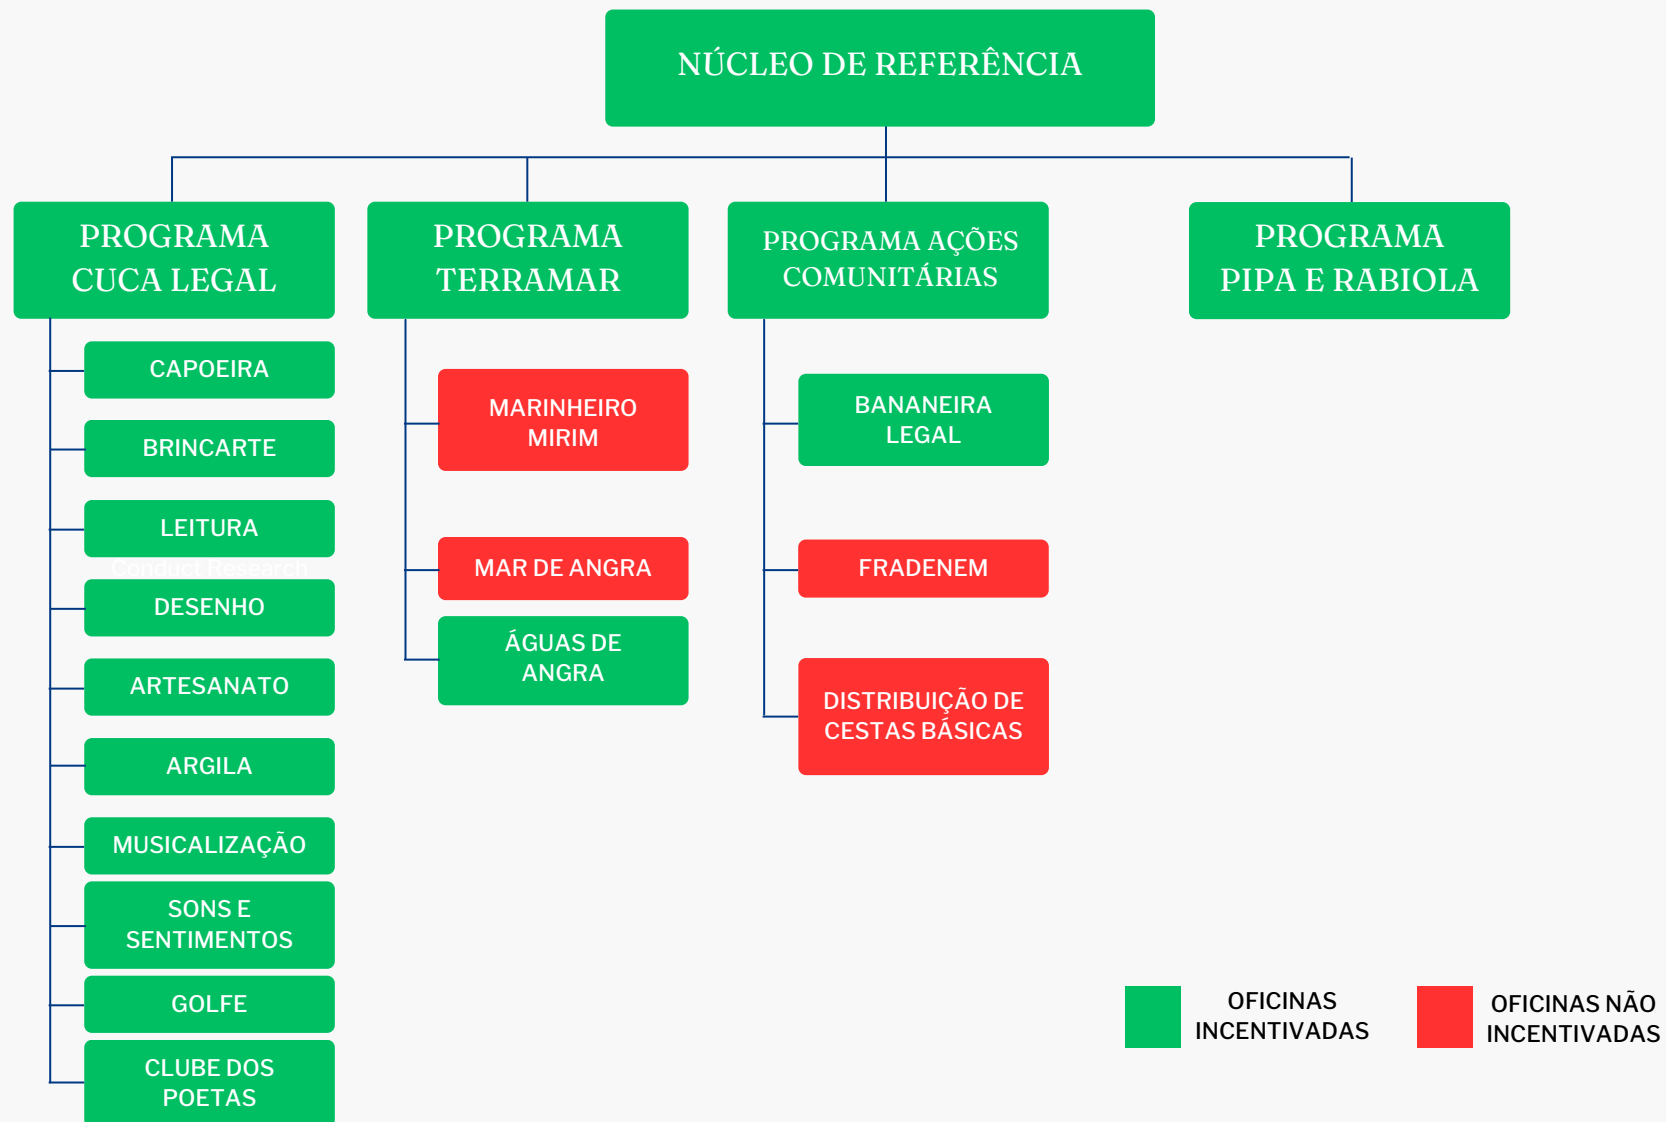 NÚCLEO DE REFERÊNCIA
PROGRAMA
CUCA LEGAL
PROGRAMA
TERRAMAR
PROGRAMA AÇÕES
COMUNITÁRIAS
PROGRAMA
PIPA E RABIOLA
CAPOEIRA
BRINCARTE
LEITURA
Conduct Research
DESENHO
ARTESANATO
ARGILA
MUSICALIZAÇÃO
SONS E
SENTIMENTOS
GOLFE
CLUBE DOS
POETAS
MARINHEIRO
MIRIM
MAR DE ANGRA
ÁGUAS DE
ANGRA
BANANEIRA
LEGAL
FRADENEM
DISTRIBUIÇÃO DE
CESTAS BÁSICAS
OFICINAS
INCENTIVADAS
OFICINAS NÃO
INCENTIVADAS